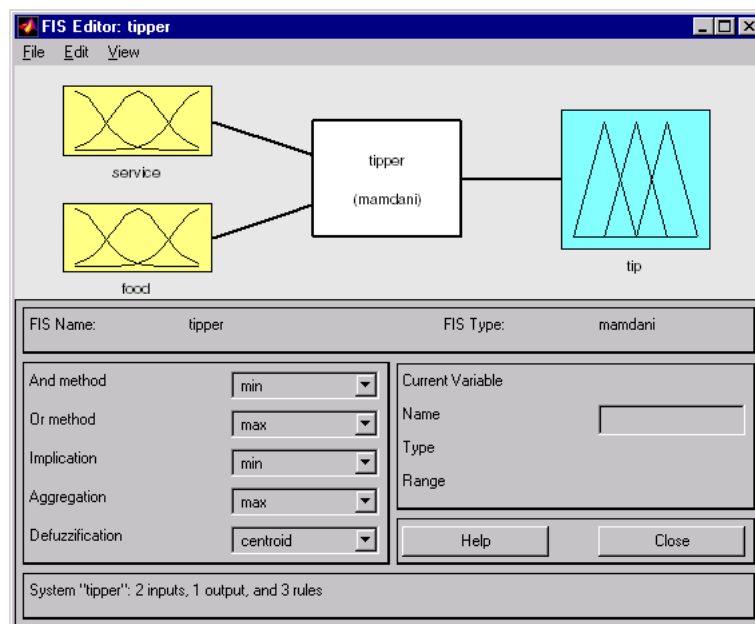 FIS Editor: tipper
File Edit View
service
food
tipper
(mamdani)
tip
FIS Name: tipper FIS Type: mamdani
And method min
Or method max
Implication min
Aggregation max
Defuzzification centroid
Current Variable
Name
Type
Range
Help Close
System "tipper": 2 inputs, 1 output, and 3 rules